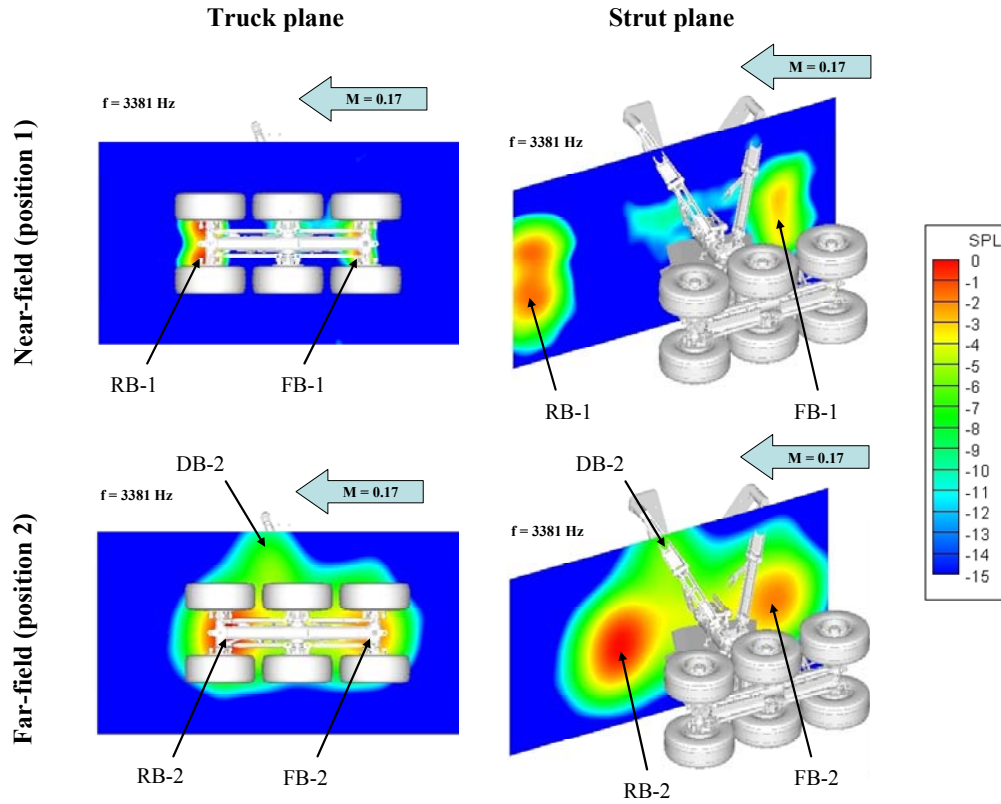 Truck plane
Strut plane
Near-field (position 1)
M = 0.17
f = 3381 Hz
RB-1
FB-1
M = 0.17
f = 3381 Hz
RB-1
FB-1
Far-field (position 2)
DB-2
M = 0.17
f = 3381 Hz
RB-2
FB-2
DB-2
M = 0.17
f = 3381 Hz
RB-2
FB-2
SPL
0
-1
-2
-3
-4
-5
-6
-7
-8
-9
-10
-11
-12
-13
-14
-15